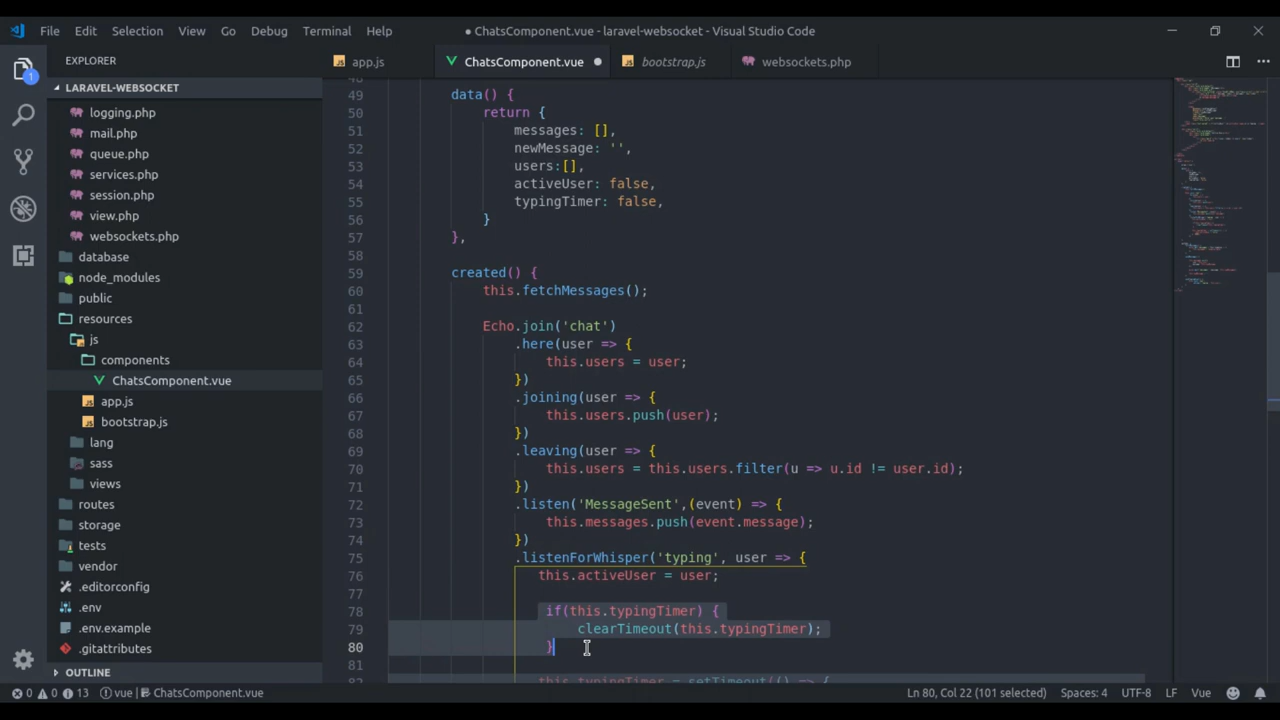 File Edit Selection View Go Debug Terminal Help
● ChatsComponent.vue - laravel-websocket - Visual Studio Code
EXPLORER
app.js
ChatsComponent.vue
bootstrap.js
websockets.php
1
LARAVEL-WEBSOCKET
logging.php
mail.php
queue.php
services.php
session.php
view.php
websockets.php
database
node_modules
public
resources
js
components
ChatsComponent.vue
app.js
bootstrap.js
lang
sass
views
routes
storage
tests
vendor
.editorconfig
.env
.env.example
.gitattributes
OUTLINE
49 data() {
50 return {
51 messages: [],
52 newMessage: '',
53 users:[],
54 activeUser: false,
55 typingTimer: false,
56 }
57 },
58
59 created() {
60 this.fetchMessages();
61
62 Echo.join('chat')
63 .here(user => {
64 this.users = user;
65 })
66 .joining(user => {
67 this.users.push(user);
68 })
69 .leaving(user => {
70 this.users = this.users.filter(u => u.id != user.id);
71 })
72 .listen('MessageSent',(event) => {
73 this.messages.push(event.message);
74 })
75 .listenForWhisper('typing', user => {
76 this.activeUser = user;
77
78 if(this.typingTimer) {
79 clearTimeout(this.typingTimer);
80 }
81
82 this.typingTimer = setTimeout(() => {
0 0 13 vue ChatsComponent.vue
Ln 80, Col 22 (101 selected) Spaces: 4 UTF-8 LF Vue